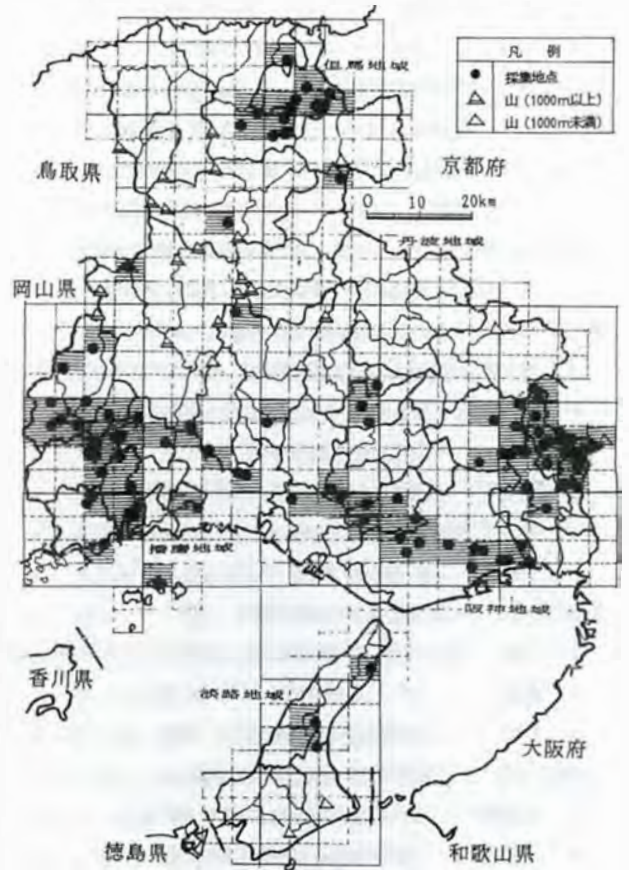 凡 例
採集地点
山 (1000m以上)
山 (1000m未満)
但馬地域
鳥取県
京都府
0 10 20km
丹波地域
岡山県
播磨地域
阪神地域
香川県
淡路地域
大阪府
徳島県
和歌山県